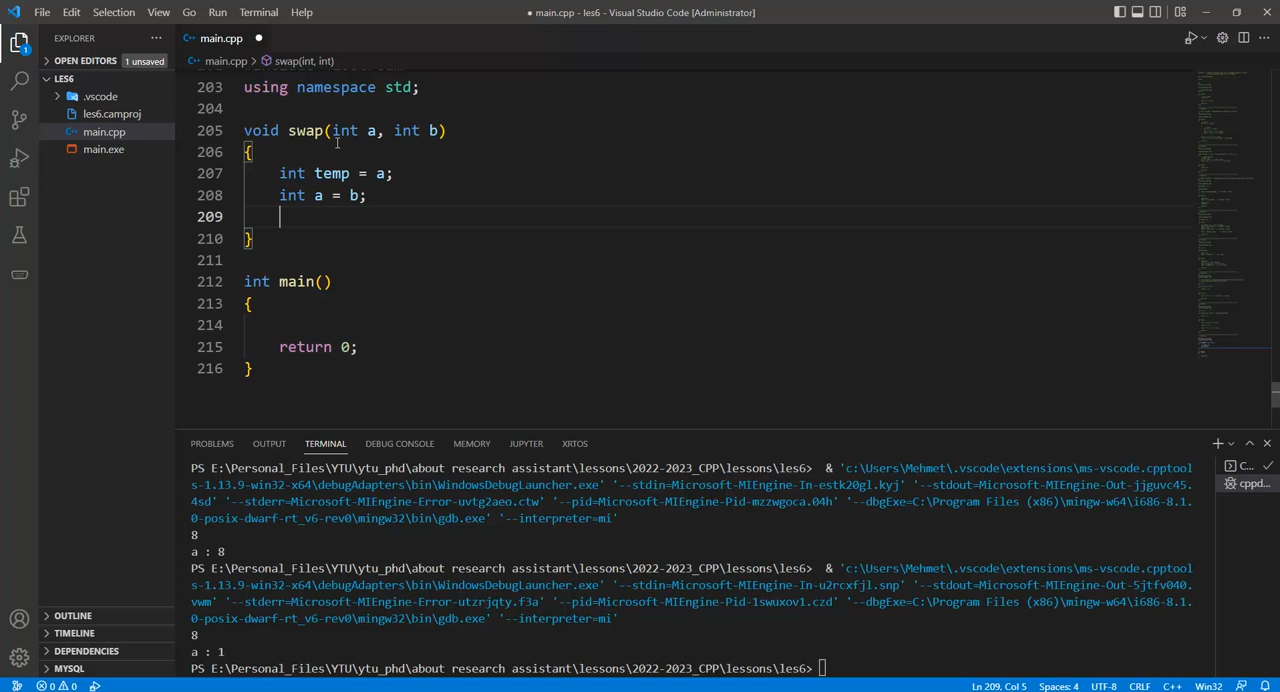 File Edit Selection View Go Run Terminal Help
● main.cpp - les6 - Visual Studio Code [Administrator]
EXPLORER
OPEN EDITORS 1 unsaved
LES6
.vscode
les6.camproj
main.cpp
main.exe
OUTLINE
TIMELINE
DEPENDENCIES
MYSQL
1
main.cpp
main.cpp > swap(int, int)
203 using namespace std;
204
205 void swap(int a, int b)
206 {
207 int temp = a;
208 int a = b;
209
210 }
211
212 int main()
213 {
214
215 return 0;
216 }
PROBLEMS OUTPUT TERMINAL DEBUG CONSOLE MEMORY JUPYTER XRTOS
PS E:\Personal_Files\YTU\ytu_phd\about research assistant\lessons\2022-2023_CPP\lessons\les6> & 'c:\Users\Mehmet\.vscode\extensions\ms-vscode.cpptool
s-1.13.9-win32-x64\debugAdapters\bin\WindowsDebugLauncher.exe' '--stdin=Microsoft-MIEngine-In-estk20gl.kyj' '--stdout=Microsoft-MIEngine-Out-jjguvc45.
4sd' '--stderr=Microsoft-MIEngine-Error-uvtg2aeo.ctw' '--pid=Microsoft-MIEngine-Pid-mzzwgoca.04h' '--dbgExe=C:\Program Files (x86)\mingw-w64\i686-8.1.
0-posix-dwarf-rt_v6-rev0\mingw32\bin\gdb.exe' '--interpreter=mi'
8
a : 8
PS E:\Personal_Files\YTU\ytu_phd\about research assistant\lessons\2022-2023_CPP\lessons\les6> & 'c:\Users\Mehmet\.vscode\extensions\ms-vscode.cpptool
s-1.13.9-win32-x64\debugAdapters\bin\WindowsDebugLauncher.exe' '--stdin=Microsoft-MIEngine-In-u2rcxfjl.snp' '--stdout=Microsoft-MIEngine-Out-5jtfv040.
vwm' '--stderr=Microsoft-MIEngine-Error-utzrjqty.f3a' '--pid=Microsoft-MIEngine-Pid-1swuxov1.czd' '--dbgExe=C:\Program Files (x86)\mingw-w64\i686-8.1.
0-posix-dwarf-rt_v6-rev0\mingw32\bin\gdb.exe' '--interpreter=mi'
8
a : 1
PS E:\Personal_Files\YTU\ytu_phd\about research assistant\lessons\2022-2023_CPP\lessons\les6>
C...
cppd...
0 0 Ln 209, Col 5 Spaces: 4 UTF-8 CRLF C++ Win32